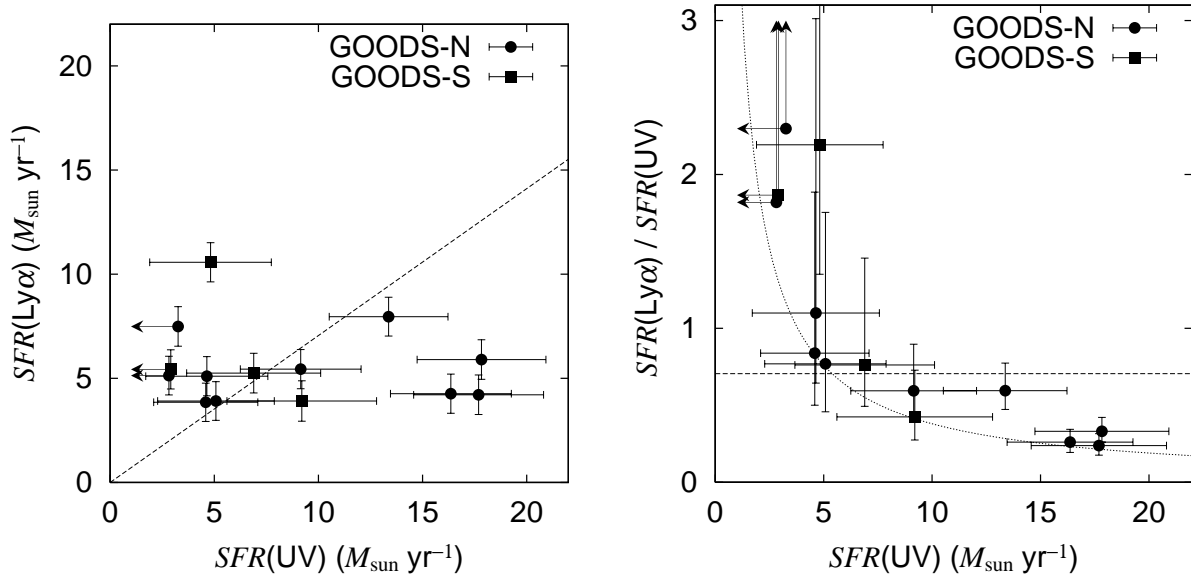 GOODS-N
GOODS-S
20
15
10
5
0
SFR(Lyα) (Msun yr−1)
0 5 10 15 20
SFR(UV) (Msun yr−1)
GOODS-N
GOODS-S
3
2
1
0
SFR(Lyα) / SFR(UV)
0 5 10 15 20
SFR(UV) (Msun yr−1)